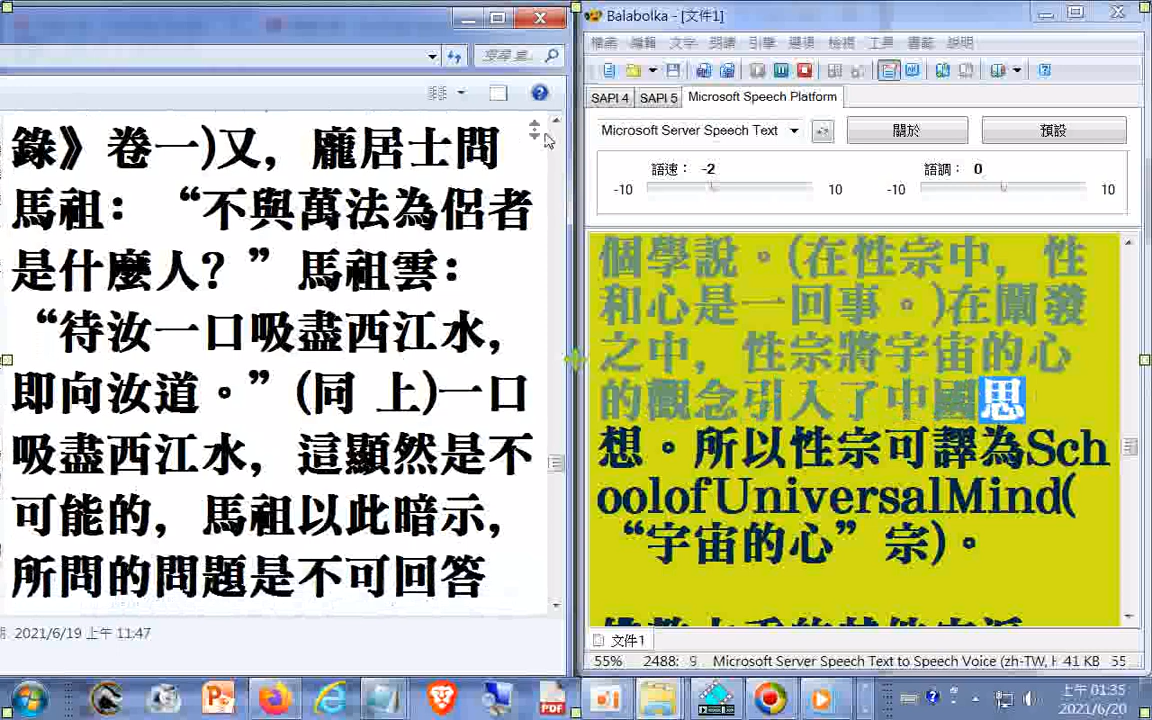 搜尋 桌...
錄》卷一)又，龐居士問
馬祖：“不與萬法為侶者
是什麼人？”馬祖雲：
“待汝一口吸盡西江水，
即向汝道。”(同 上)一口
吸盡西江水，這顯然是不
可能的，馬祖以此暗示，
所問的問題是不可回答
2021/6/19 上午 11:47
Balabolka - [文件1]
檔案 編輯 文字 朗讀 引擎 選項 檢視 工具 書籤 說明
SAPI 4 SAPI 5 Microsoft Speech Platform
Microsoft Server Speech Text 關於 預設
語速： -2 語調： 0
-10 10 -10 10
個學說。(在性宗中，性
和心是一回事。)在闡發
之中，性宗將宇宙的心
的觀念引入了中國思
想。所以性宗可譯為Sch
oolofUniversalMind(
“宇宙的心”宗)。
文件1
55% 2488: 9 Microsoft Server Speech Text to Speech Voice (zh-TW, H 41 KB 55
PDF
上午 01:35
2021/6/20